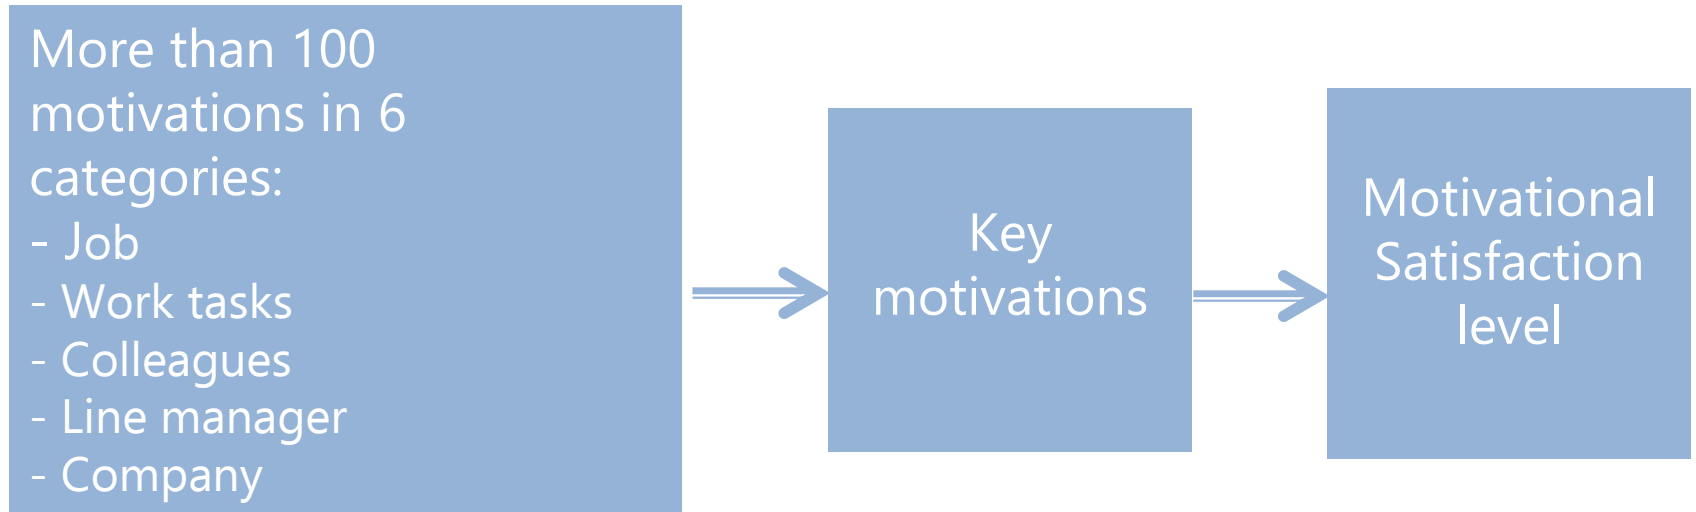 More than 100
motivations in 6
categories:
- Job
- Work tasks
- Colleagues
- Line manager
- Company
Key
motivations
Motivational
Satisfaction
level